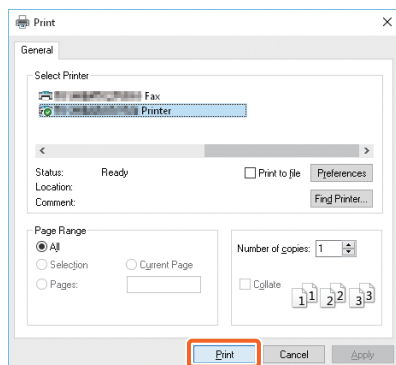 Print
General
Select Printer
Fax
Printer
Status: Ready
Print to file Preferences
Location:
Comment:
Find Printer...
Page Range
All
Selection Current Page
Pages:
Number of copies: 1
Collate
1 1 2 2 3 3
Print Cancel Apply